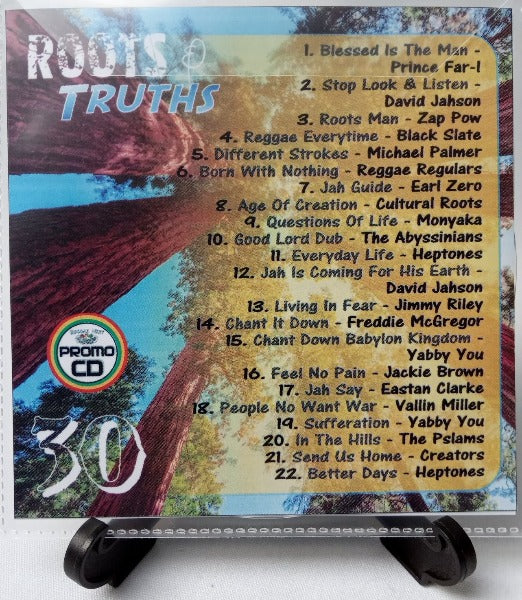 ROOTS &
TRUTHS
1. Blessed Is The Man -
Prince Far-I
2. Stop Look & Listen -
David Jahson
3. Roots Man - Zap Pow
4. Reggae Everytime - Black Slate
5. Different Strokes - Michael Palmer
6. Born With Nothing - Reggae Regulars
7. Jah Guide - Earl Zero
8. Age Of Creation - Cultural Roots
9. Questions Of Life - Monyaka
10. Good Lord Dub - The Abyssinians
11. Everyday Life - Heptones
12. Jah Is Coming For His Earth -
David Jahson
13. Living In Fear - Jimmy Riley
14. Chant It Down - Freddie McGregor
15. Chant Down Babylon Kingdom -
Yabby You
16. Feel No Pain - Jackie Brown
17. Jah Say - Eastan Clarke
18. People No Want War - Vallin Miller
19. Sufferation - Yabby You
20. In The Hills - The Pslams
21. Send Us Home - Creators
22. Better Days - Heptones
PROMO
CD
30